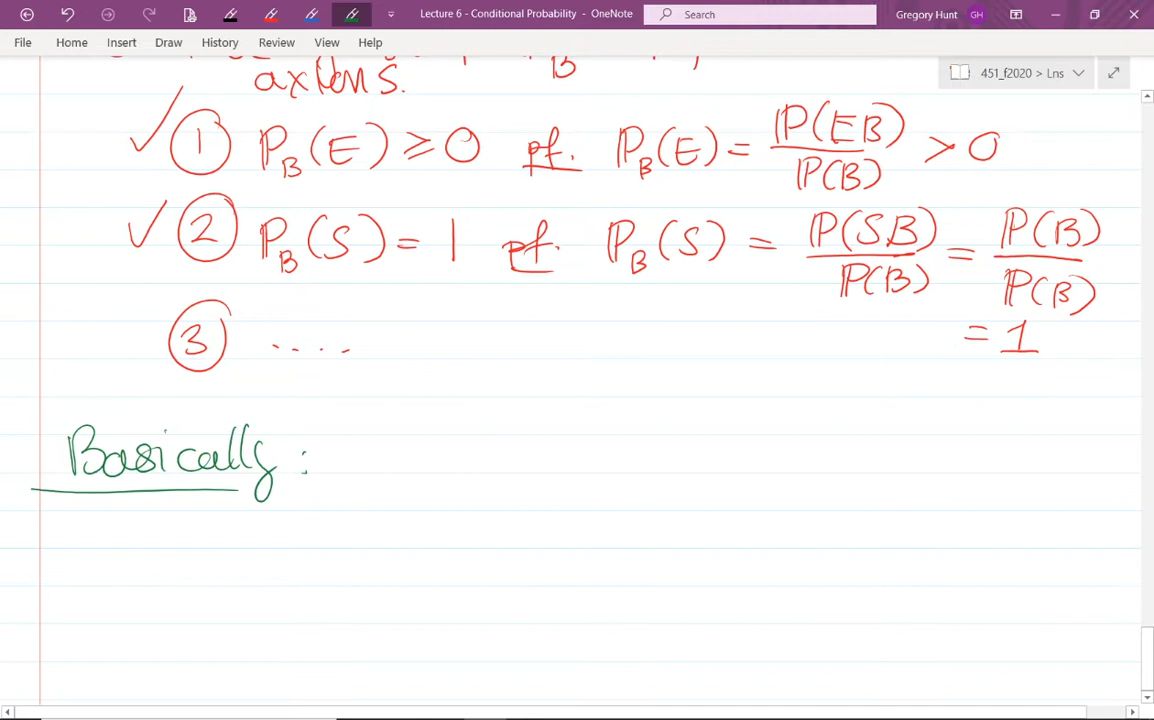 Lecture 6 - Conditional Probability - OneNote
Search
Gregory Hunt GH
File Home Insert Draw History Review View Help
451_f2020 > Lns
B
axioms.
✓ ① P_B(E) ≥ 0 pf. P_B(E) = P(EB)/P(B) > 0
✓ ② P_B(S) = 1 pf. P_B(S) = P(SB)/P(B) = P(B)/P(B)
= 1
③ ....
Basically :